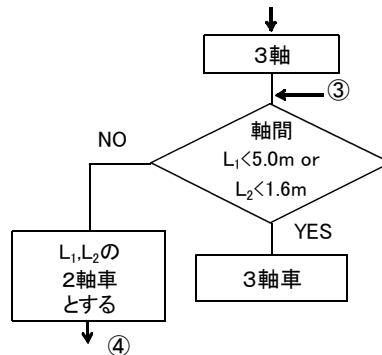 3軸
③
軸間
NO
L₁<5.0m or
L₂<1.6m
YES
L₁,L₂の
2軸車
とする
3軸車
④